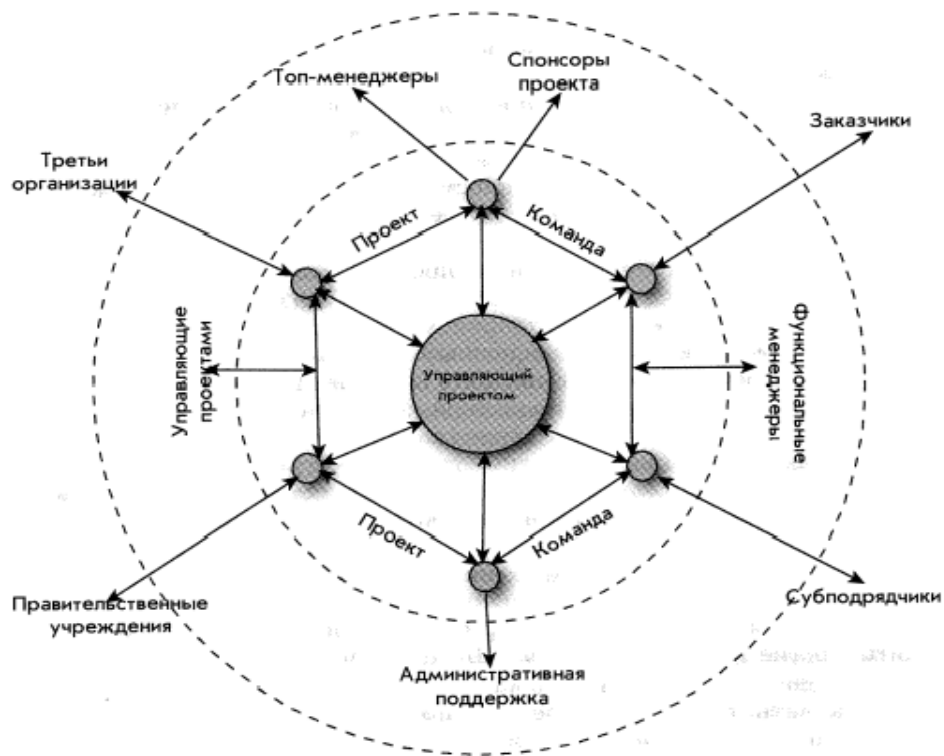 Спонсоры
проекта
Топ-менеджеры
Заказчики
Третьи
организации
Проект
Команда
Управляющие
проектами
Управляющий
проектом
Функциональные
менеджеры
Проект
Команда
Правительственные
учреждения
Субподрядчики
Административная
поддержка